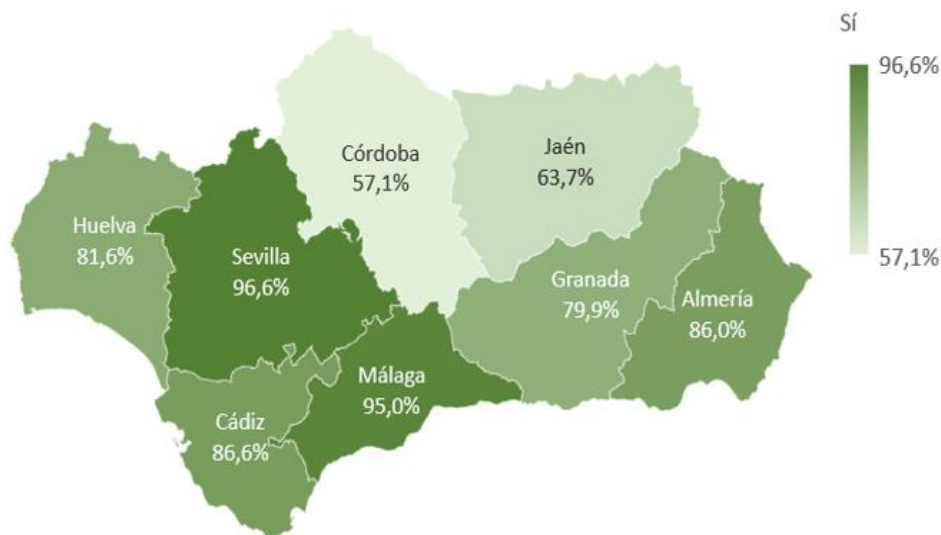 Sí
96,6%
57,1%
Córdoba
57,1%
Jaén
63,7%
Huelva
81,6%
Sevilla
96,6%
Granada
79,9%
Almería
86,0%
Málaga
95,0%
Cádiz
86,6%